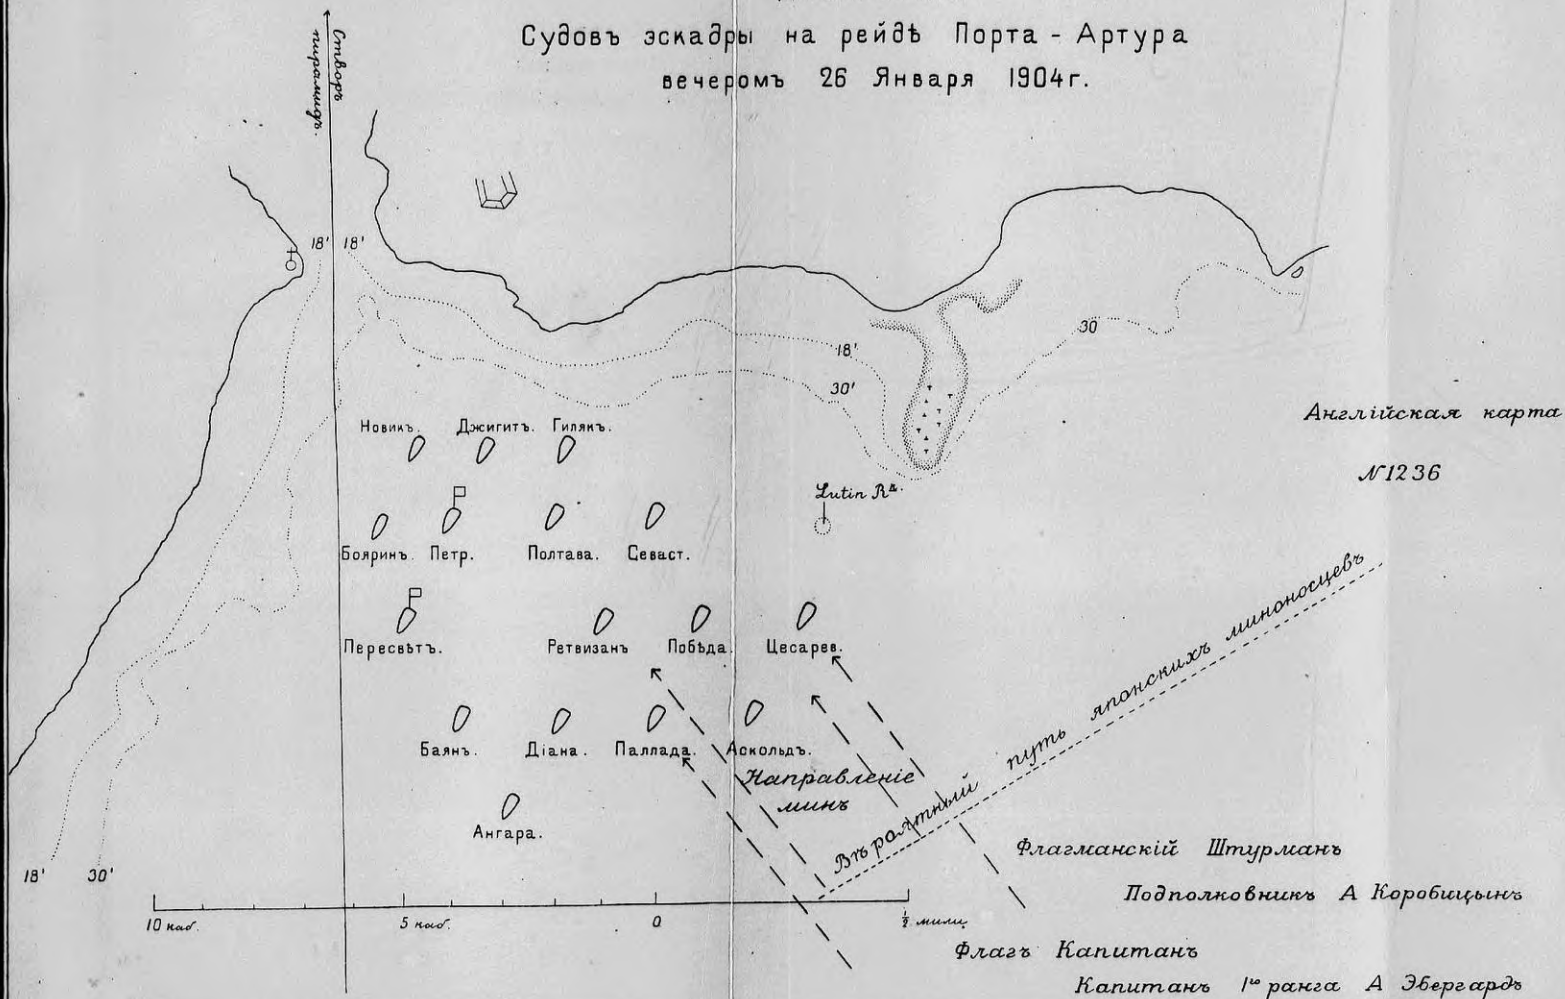 Судовъ эскадры на рейдѣ Порта - Артура
вечеромъ 26 Января 1904г.
Створъ
пирамидъ.
18' 18'
18'
30'
30
Англійская карта
№1236
Новикъ. Джигитъ. Гилякъ.
Lutin Rk.
Бояринъ. Петр. Полтава. Севаст.
Пересвѣтъ. Ретвизанъ Побѣда. Цесарев.
Баянъ. Діана. Паллада. Аскольдъ.
Направленіе
минъ
Вѣроятный путь японскихъ миноносцевъ
Ангара.
18' 30'
10 каб. 5 каб. 0 ½ мили
Флагманскій Штурманъ
Подполковникъ А Коробицынъ
Флагъ Капитанъ
Капитанъ 1го ранга А Эбергардъ